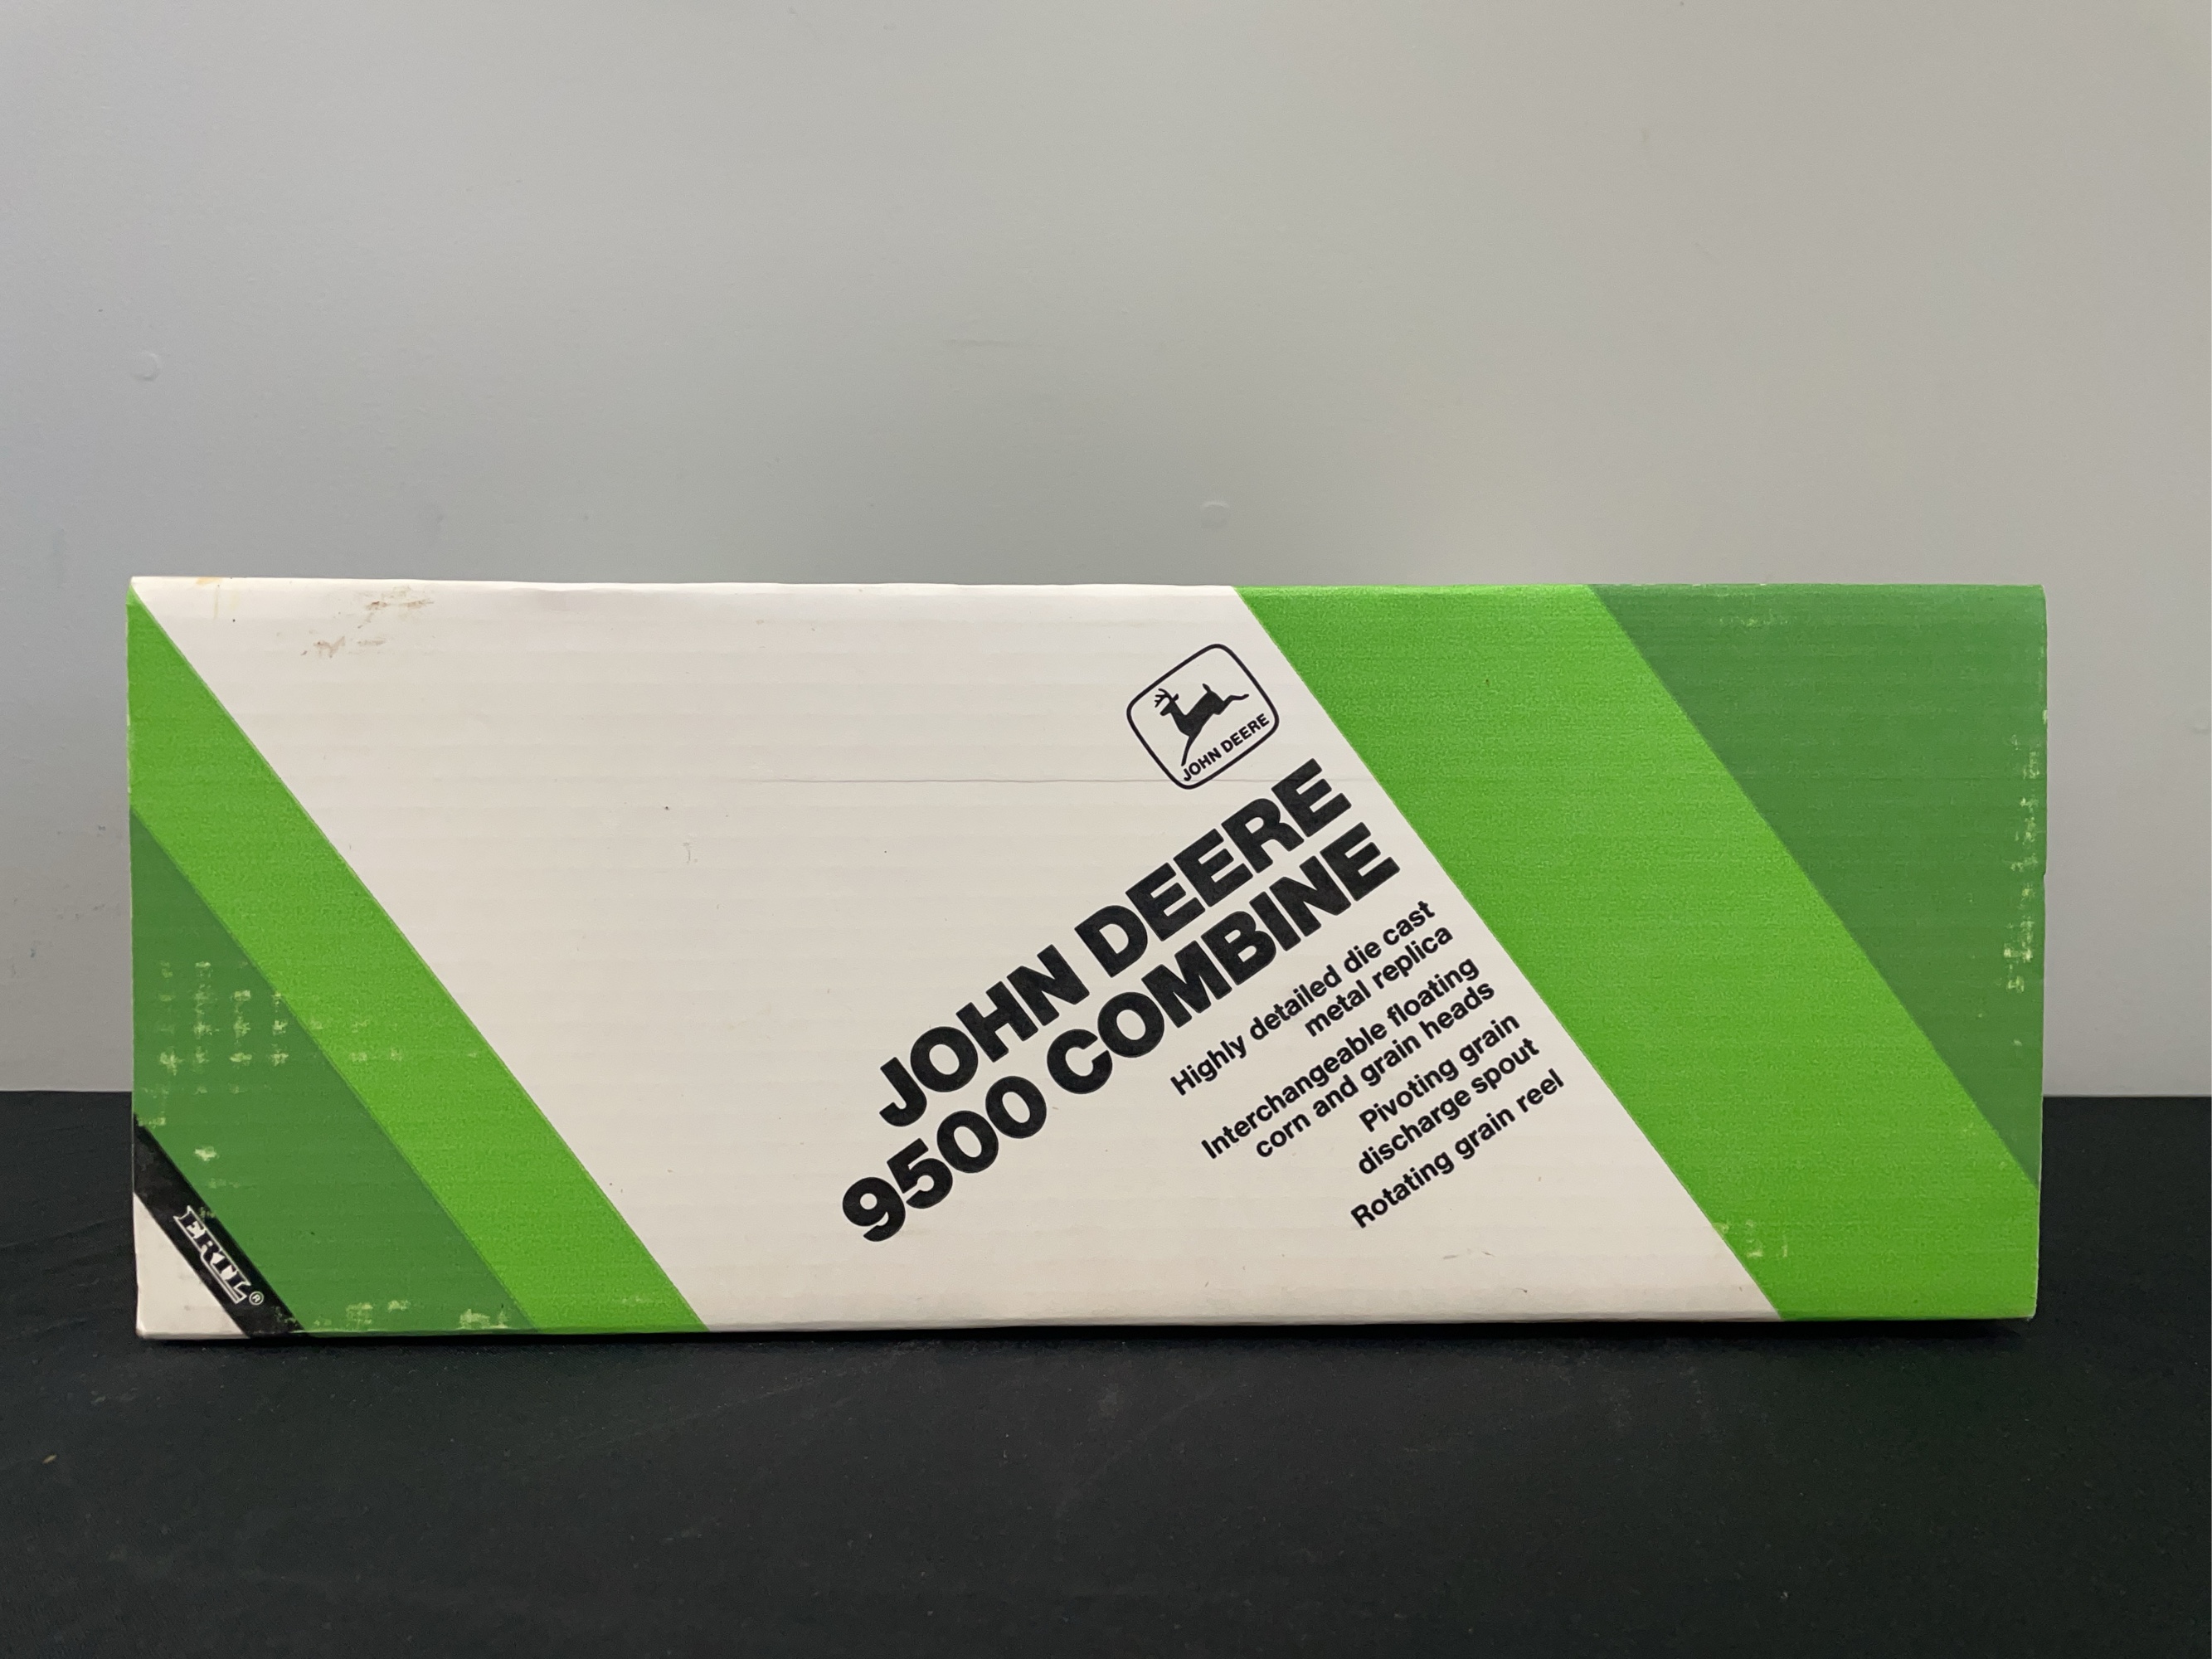 JOHN DEERE
JOHN DEERE
9500 COMBINE
Highly detailed die cast
metal replica
Interchangeable floating
corn and grain heads
Pivoting grain
discharge spout
Rotating grain reel
ERTL®